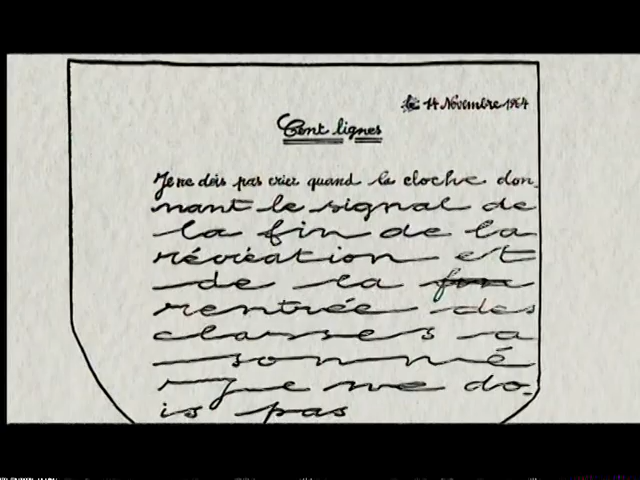 le 14 Novembre 1964
Cent lignes
Je ne dois pas crier quand la cloche don-
nant le signal de
la fin de la
récréation et
de la
rentrée des
classes a
sonné
Je ne do-
is pas